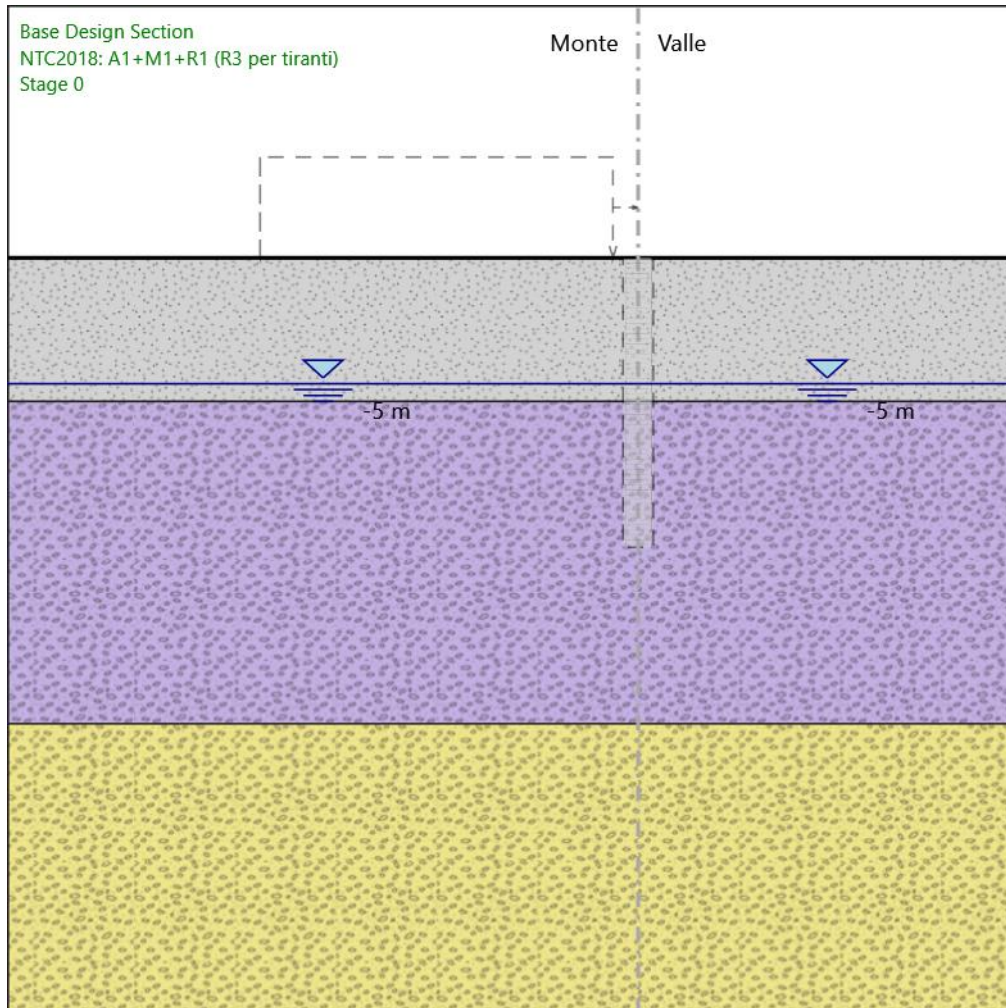 Base Design Section
NTC2018: A1+M1+R1 (R3 per tiranti)
Stage 0
Monte Valle
-5 m -5 m